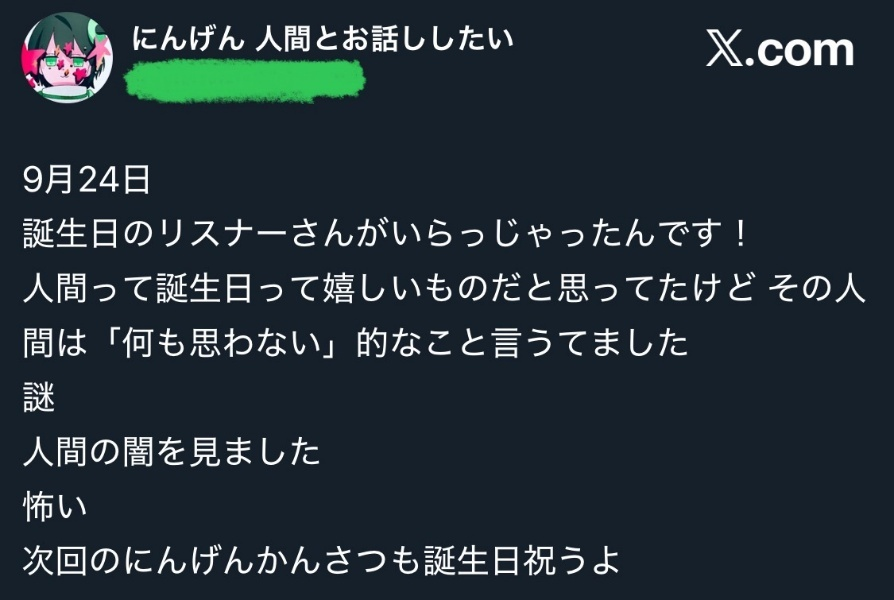 にんげん 人間とお話ししたい
X.com
9月24日
誕生日のリスナーさんがいらっじゃったんです！
人間って誕生日って嬉しいものだと思ってたけど その人
間は「何も思わない」的なこと言うてました
謎
人間の闇を見ました
怖い
次回のにんげんかんさつも誕生日祝うよ